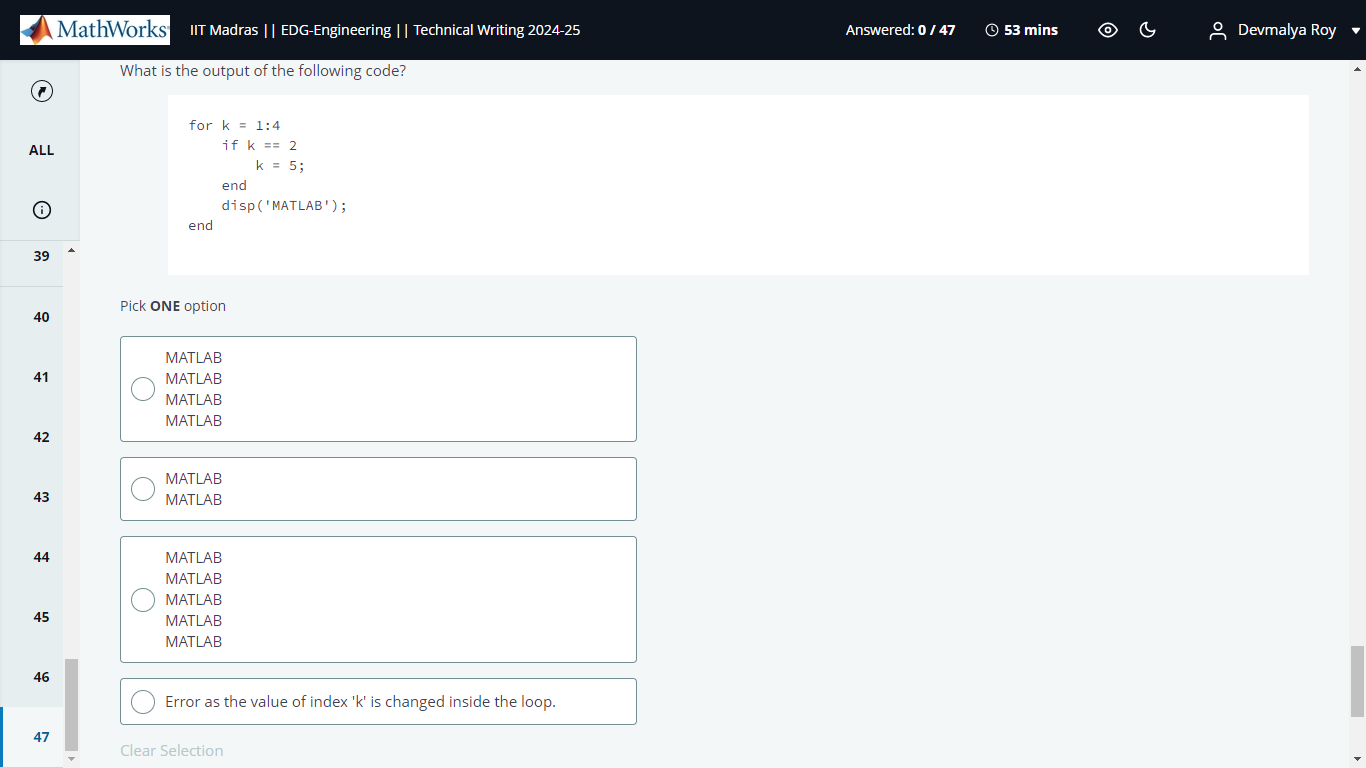 MathWorks IIT Madras || EDG-Engineering || Technical Writing 2024-25 Answered: 0 / 47 53 mins Devmalya Roy
ALL
39
40
41
42
43
44
45
46
47
What is the output of the following code?
for k = 1:4
    if k == 2
        k = 5;
    end
    disp('MATLAB');
end
Pick ONE option
MATLAB
MATLAB
MATLAB
MATLAB
MATLAB
MATLAB
MATLAB
MATLAB
MATLAB
MATLAB
MATLAB
Error as the value of index 'k' is changed inside the loop.
Clear Selection